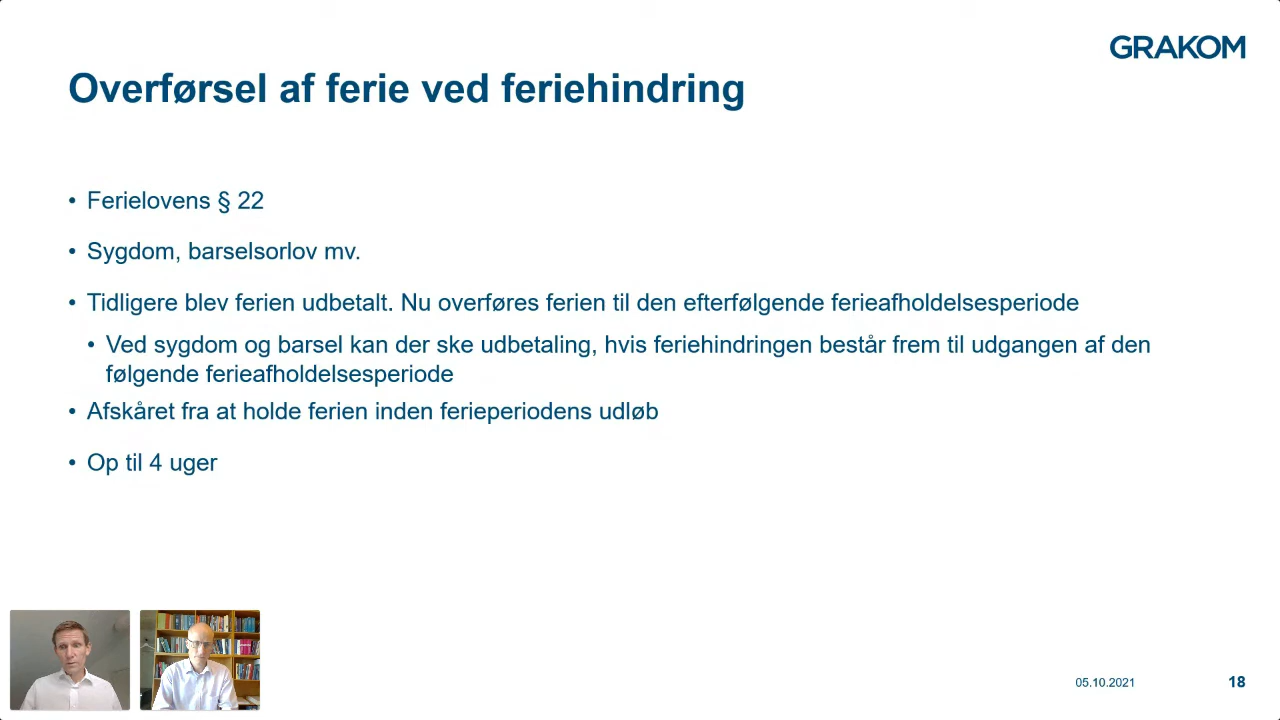 GRAKOM
Overførsel af ferie ved feriehindring
• Ferielovens § 22
• Sygdom, barselsorlov mv.
• Tidligere blev ferien udbetalt. Nu overføres ferien til den efterfølgende ferieafholdelsesperiode
• Ved sygdom og barsel kan der ske udbetaling, hvis feriehindringen består frem til udgangen af den
følgende ferieafholdelsesperiode
• Afskåret fra at holde ferien inden ferieperiodens udløb
• Op til 4 uger
05.10.2021
18